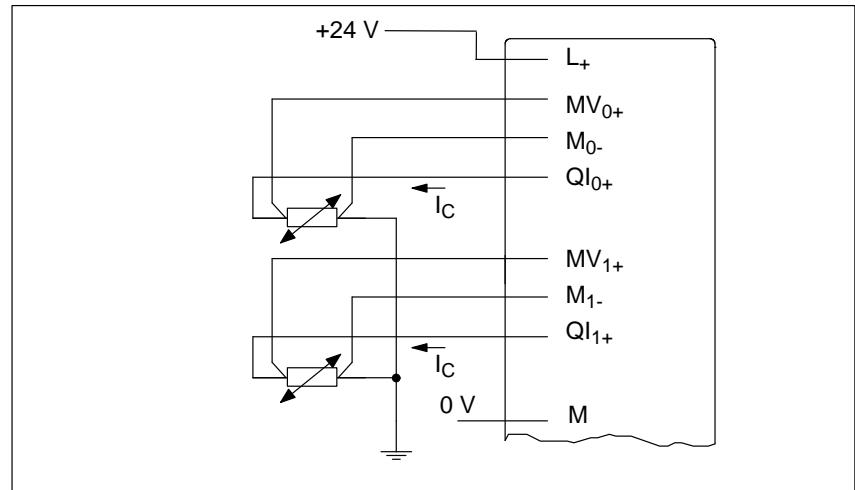 +24 V
L+
MV0+
M0-
QI0+
IC
MV1+
M1-
QI1+
IC
0 V
M